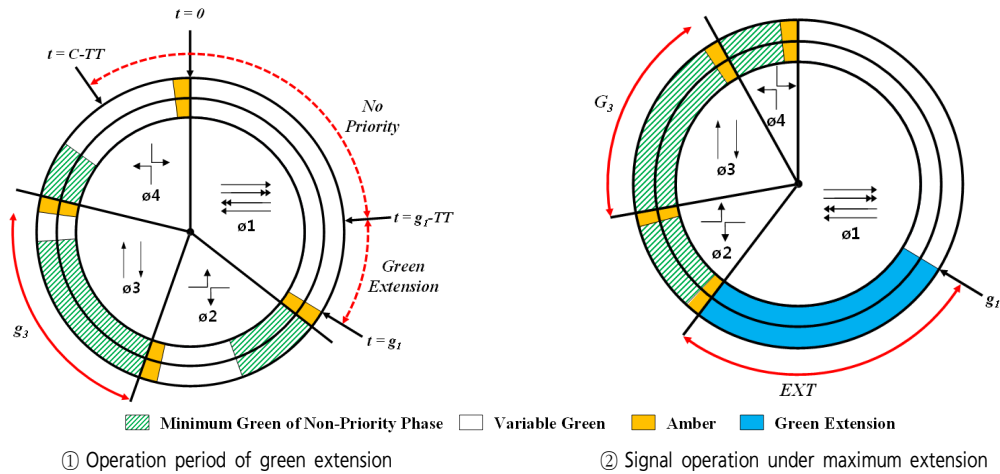 t = 0
t = C-TT
No
Priority
t = g1-TT
Green
Extension
t = g1
g3
ø1
ø2
ø3
ø4
G3
ø4
ø3
ø2
ø1
g1
EXT
Minimum Green of Non-Priority Phase
Variable Green
Amber
Green Extension
① Operation period of green extension
② Signal operation under maximum extension